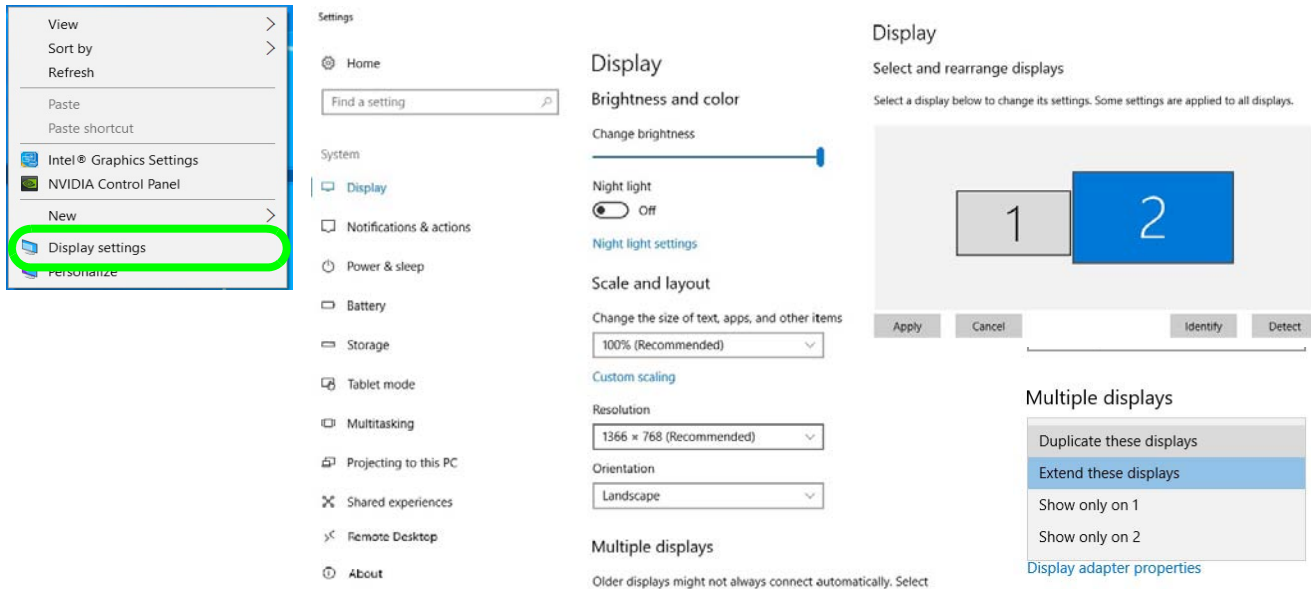 View
Sort by
Refresh
Paste
Paste shortcut
Intel® Graphics Settings
NVIDIA Control Panel
New
Display settings
Personalize
Settings
Home
Find a setting
System
Display
Notifications & actions
Power & sleep
Battery
Storage
Tablet mode
Multitasking
Projecting to this PC
Shared experiences
Remote Desktop
About
Display
Brightness and color
Change brightness
Night light
Off
Night light settings
Scale and layout
Change the size of text, apps, and other items
100% (Recommended)
Custom scaling
Resolution
1366 × 768 (Recommended)
Orientation
Landscape
Multiple displays
Older displays might not always connect automatically. Select
Display
Select and rearrange displays
Select a display below to change its settings. Some settings are applied to all displays.
1 2
Apply Cancel Identify Detect
Multiple displays
Duplicate these displays
Extend these displays
Show only on 1
Show only on 2
Display adapter properties